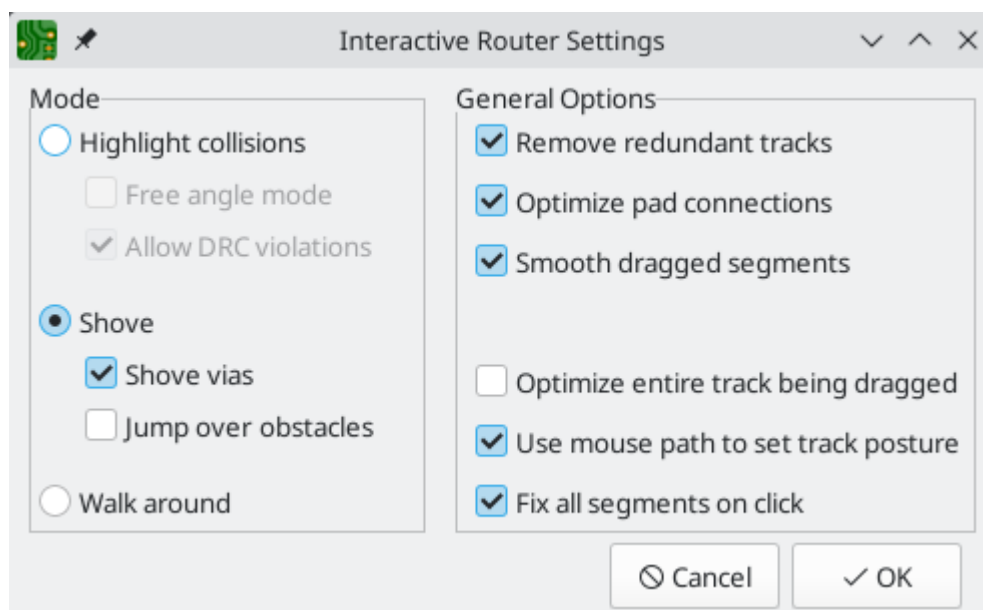 Interactive Router Settings
Mode
Highlight collisions
Free angle mode
Allow DRC violations
Shove
Shove vias
Jump over obstacles
Walk around
General Options
Remove redundant tracks
Optimize pad connections
Smooth dragged segments
Optimize entire track being dragged
Use mouse path to set track posture
Fix all segments on click
Cancel
OK